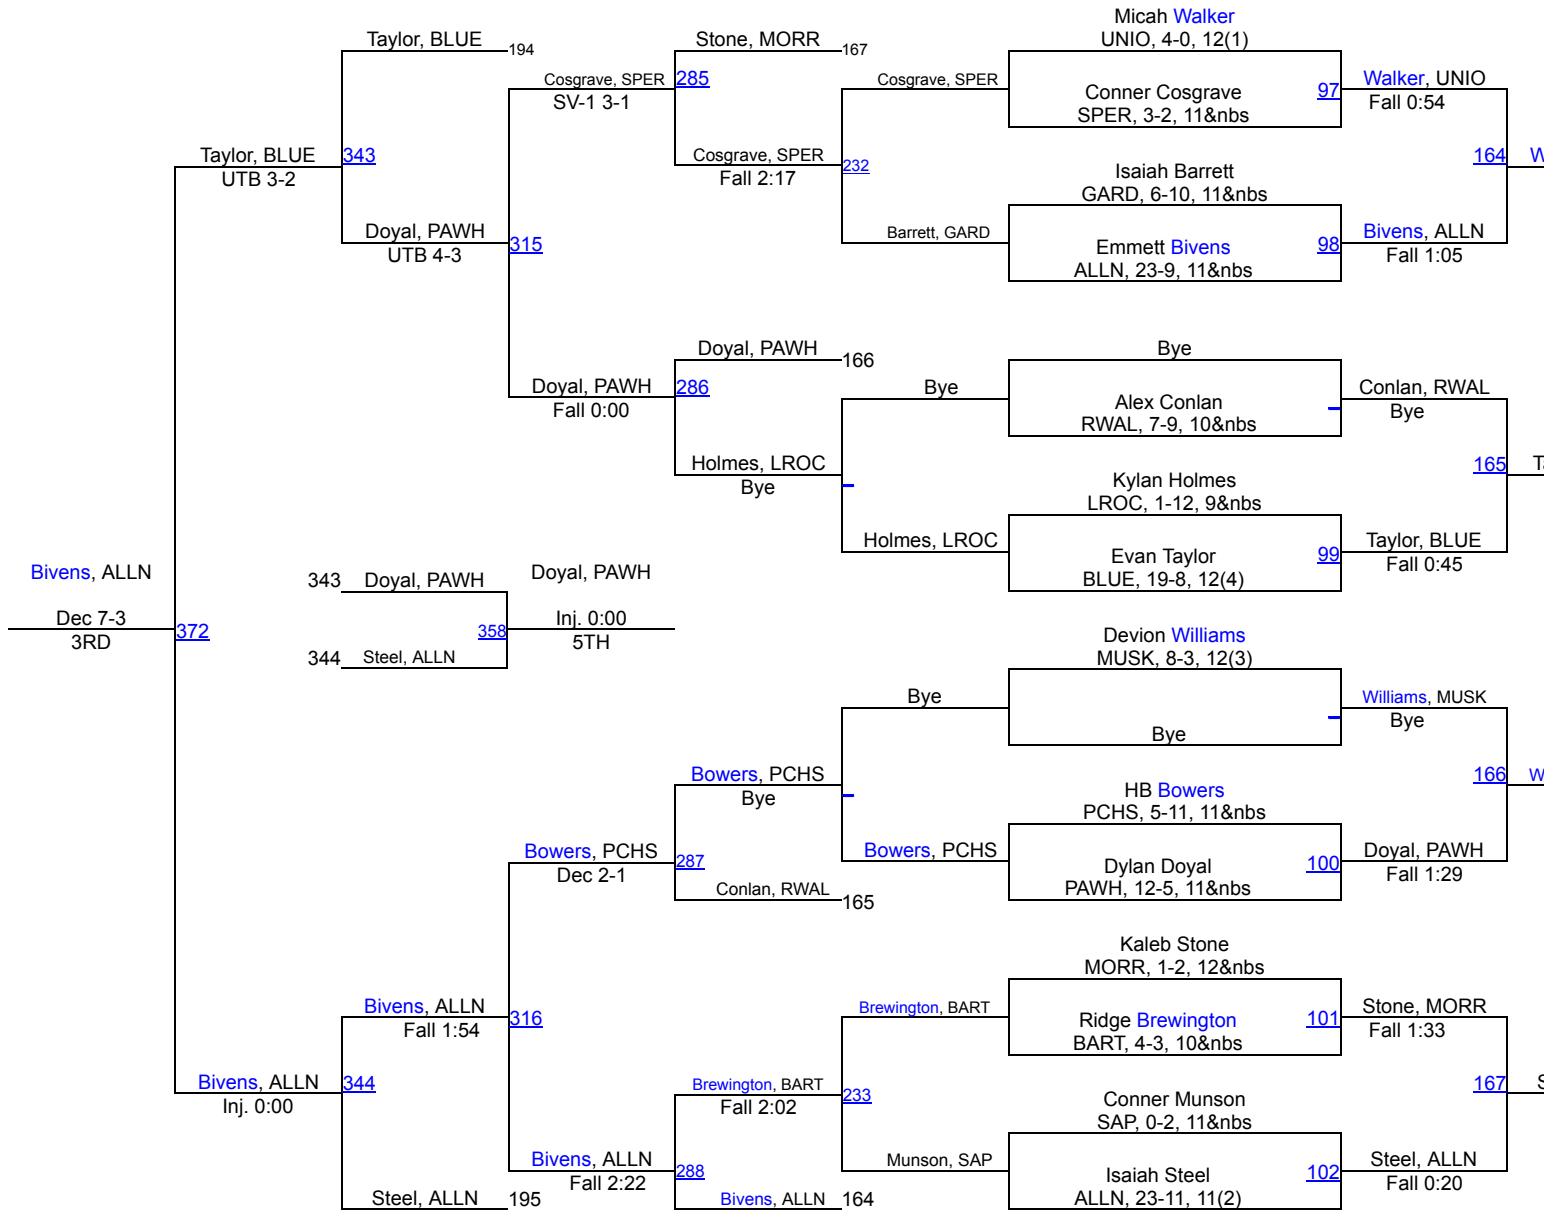 Micah Walker
Taylor, BLUE
194
Stone, MORR
167
UNIO, 4-0, 12(1)
Cosgrave, SPER
285
Cosgrave, SPER
Conner Cosgrave
97
Walker, UNIO
SV-1 3-1
SPER, 3-2, 11&nbs
Fall 0:54
Taylor, BLUE
343
Cosgrave, SPER
232
164
W
UTB 3-2
Fall 2:17
Isaiah Barrett
GARD, 6-10, 11&nbs
Doyal, PAWH
315
Barrett, GARD
Emmett Bivens
98
Bivens, ALLN
UTB 4-3
ALLN, 23-9, 11&nbs
Fall 1:05
Doyal, PAWH
166
Bye
Doyal, PAWH
286
Bye
Alex Conlan
Conlan, RWAL
Fall 0:00
RWAL, 7-9, 10&nbs
Bye
Holmes, LROC
165
Ta
Bye
Kylan Holmes
LROC, 1-12, 9&nbs
Holmes, LROC
Evan Taylor
99
Taylor, BLUE
BLUE, 19-8, 12(4)
Fall 0:45
Bivens, ALLN
343
Doyal, PAWH
Doyal, PAWH
Dec 7-3
372
358
Inj. 0:00
3RD
5TH
344
Steel, ALLN
Devion Williams
MUSK, 8-3, 12(3)
Bye
Williams, MUSK
Bye
Bye
Bowers, PCHS
166
W
Bye
HB Bowers
PCHS, 5-11, 11&nbs
Bowers, PCHS
287
Bowers, PCHS
Dylan Doyal
100
Doyal, PAWH
Dec 2-1
PAWH, 12-5, 11&nbs
Fall 1:29
Conlan, RWAL
165
Kaleb Stone
MORR, 1-2, 12&nbs
Bivens, ALLN
316
Brewington, BART
Ridge Brewington
101
Stone, MORR
Fall 1:54
BART, 4-3, 10&nbs
Fall 1:33
Bivens, ALLN
344
Brewington, BART
233
167
S
Inj. 0:00
Fall 2:02
Conner Munson
SAP, 0-2, 11&nbs
Bivens, ALLN
288
Munson, SAP
Isaiah Steel
102
Steel, ALLN
Fall 2:22
ALLN, 23-11, 11(2)
Fall 0:20
Steel, ALLN
195
Bivens, ALLN
164